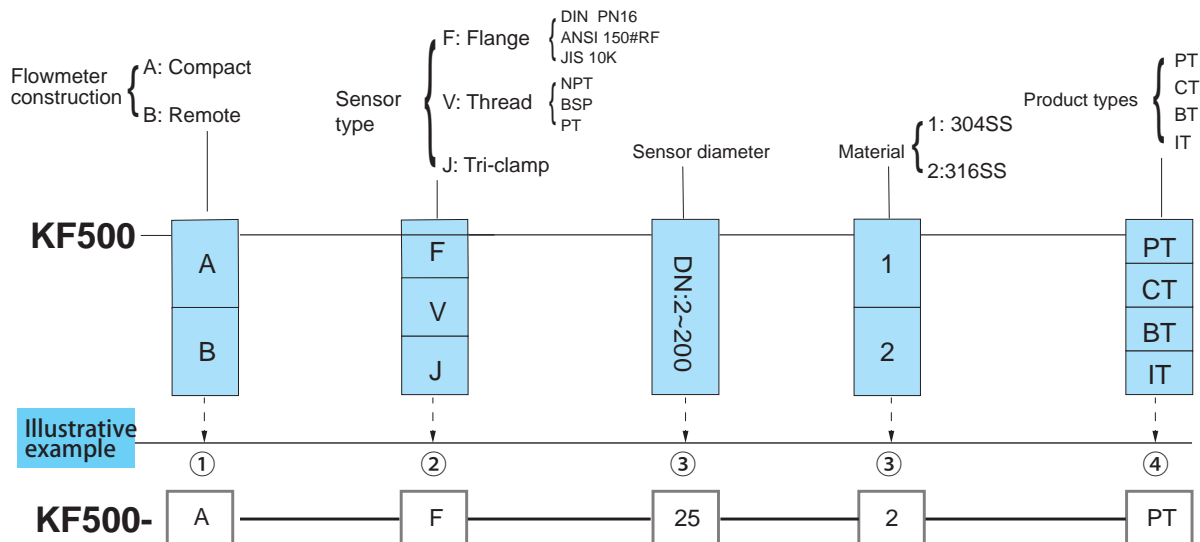 Flowmeter
construction
A: Compact
B: Remote
Sensor
type
F: Flange
DIN PN16
ANSI 150#RF
JIS 10K
V: Thread
NPT
BSP
PT
J: Tri-clamp
Sensor diameter
Material
1: 304SS
2:316SS
Product types
PT
CT
BT
IT
KF500
A
B
F
V
J
DN:2~200
1
2
PT
CT
BT
IT
Illustrative
example
① ② ③ ③ ④
KF500- A F 25 2 PT